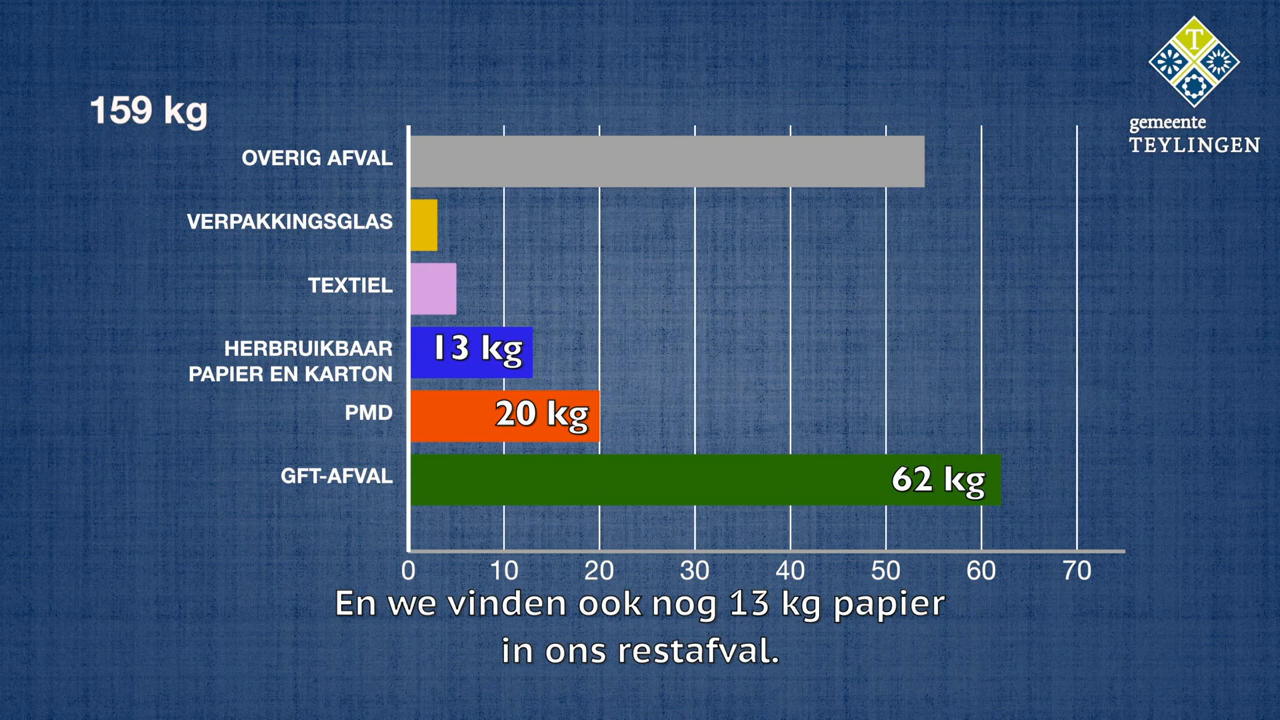 T
gemeente
TEYLINGEN
159 kg
OVERIG AFVAL
VERPAKKINGSGLAS
TEXTIEL
HERBRUIKBAAR
PAPIER EN KARTON
13 kg
PMD
20 kg
GFT-AFVAL
62 kg
0 10 20 30 40 50 60 70
En we vinden ook nog 13 kg papier
in ons restafval.